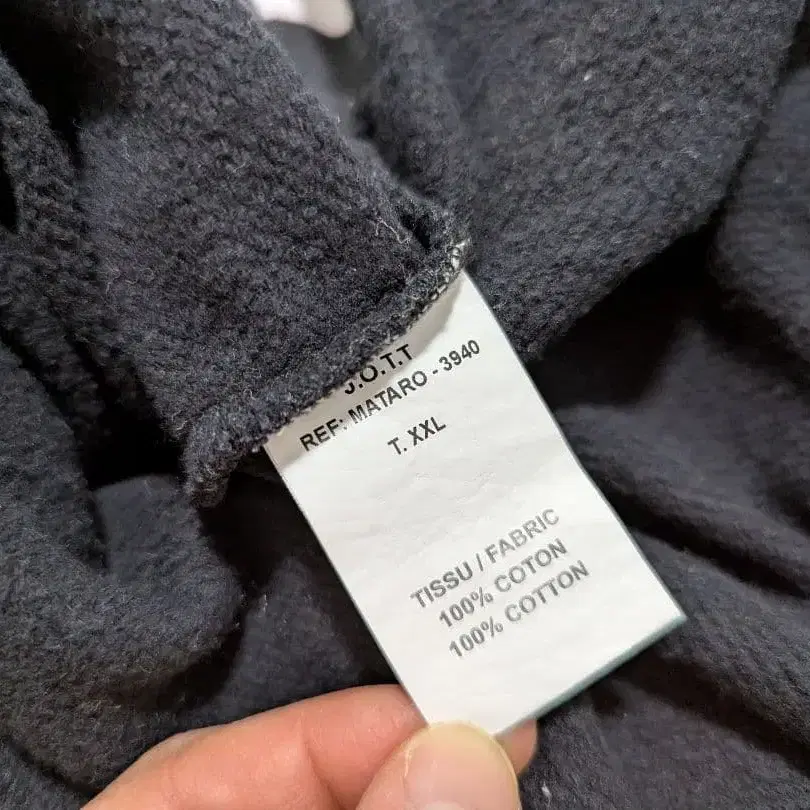 J.O.T.T
REF: MATARO - 3940
T. XXL
TISSU / FABRIC
100% COTON
100% COTTON